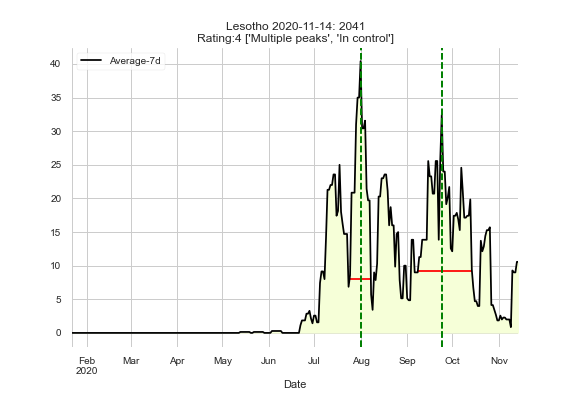 Lesotho 2020-11-14: 2041
Rating:4 ['Multiple peaks', 'In control']
Average-7d
40
35
30
25
20
15
10
5
0
Feb Mar Apr May Jun Jul Aug Sep Oct Nov
2020
Date